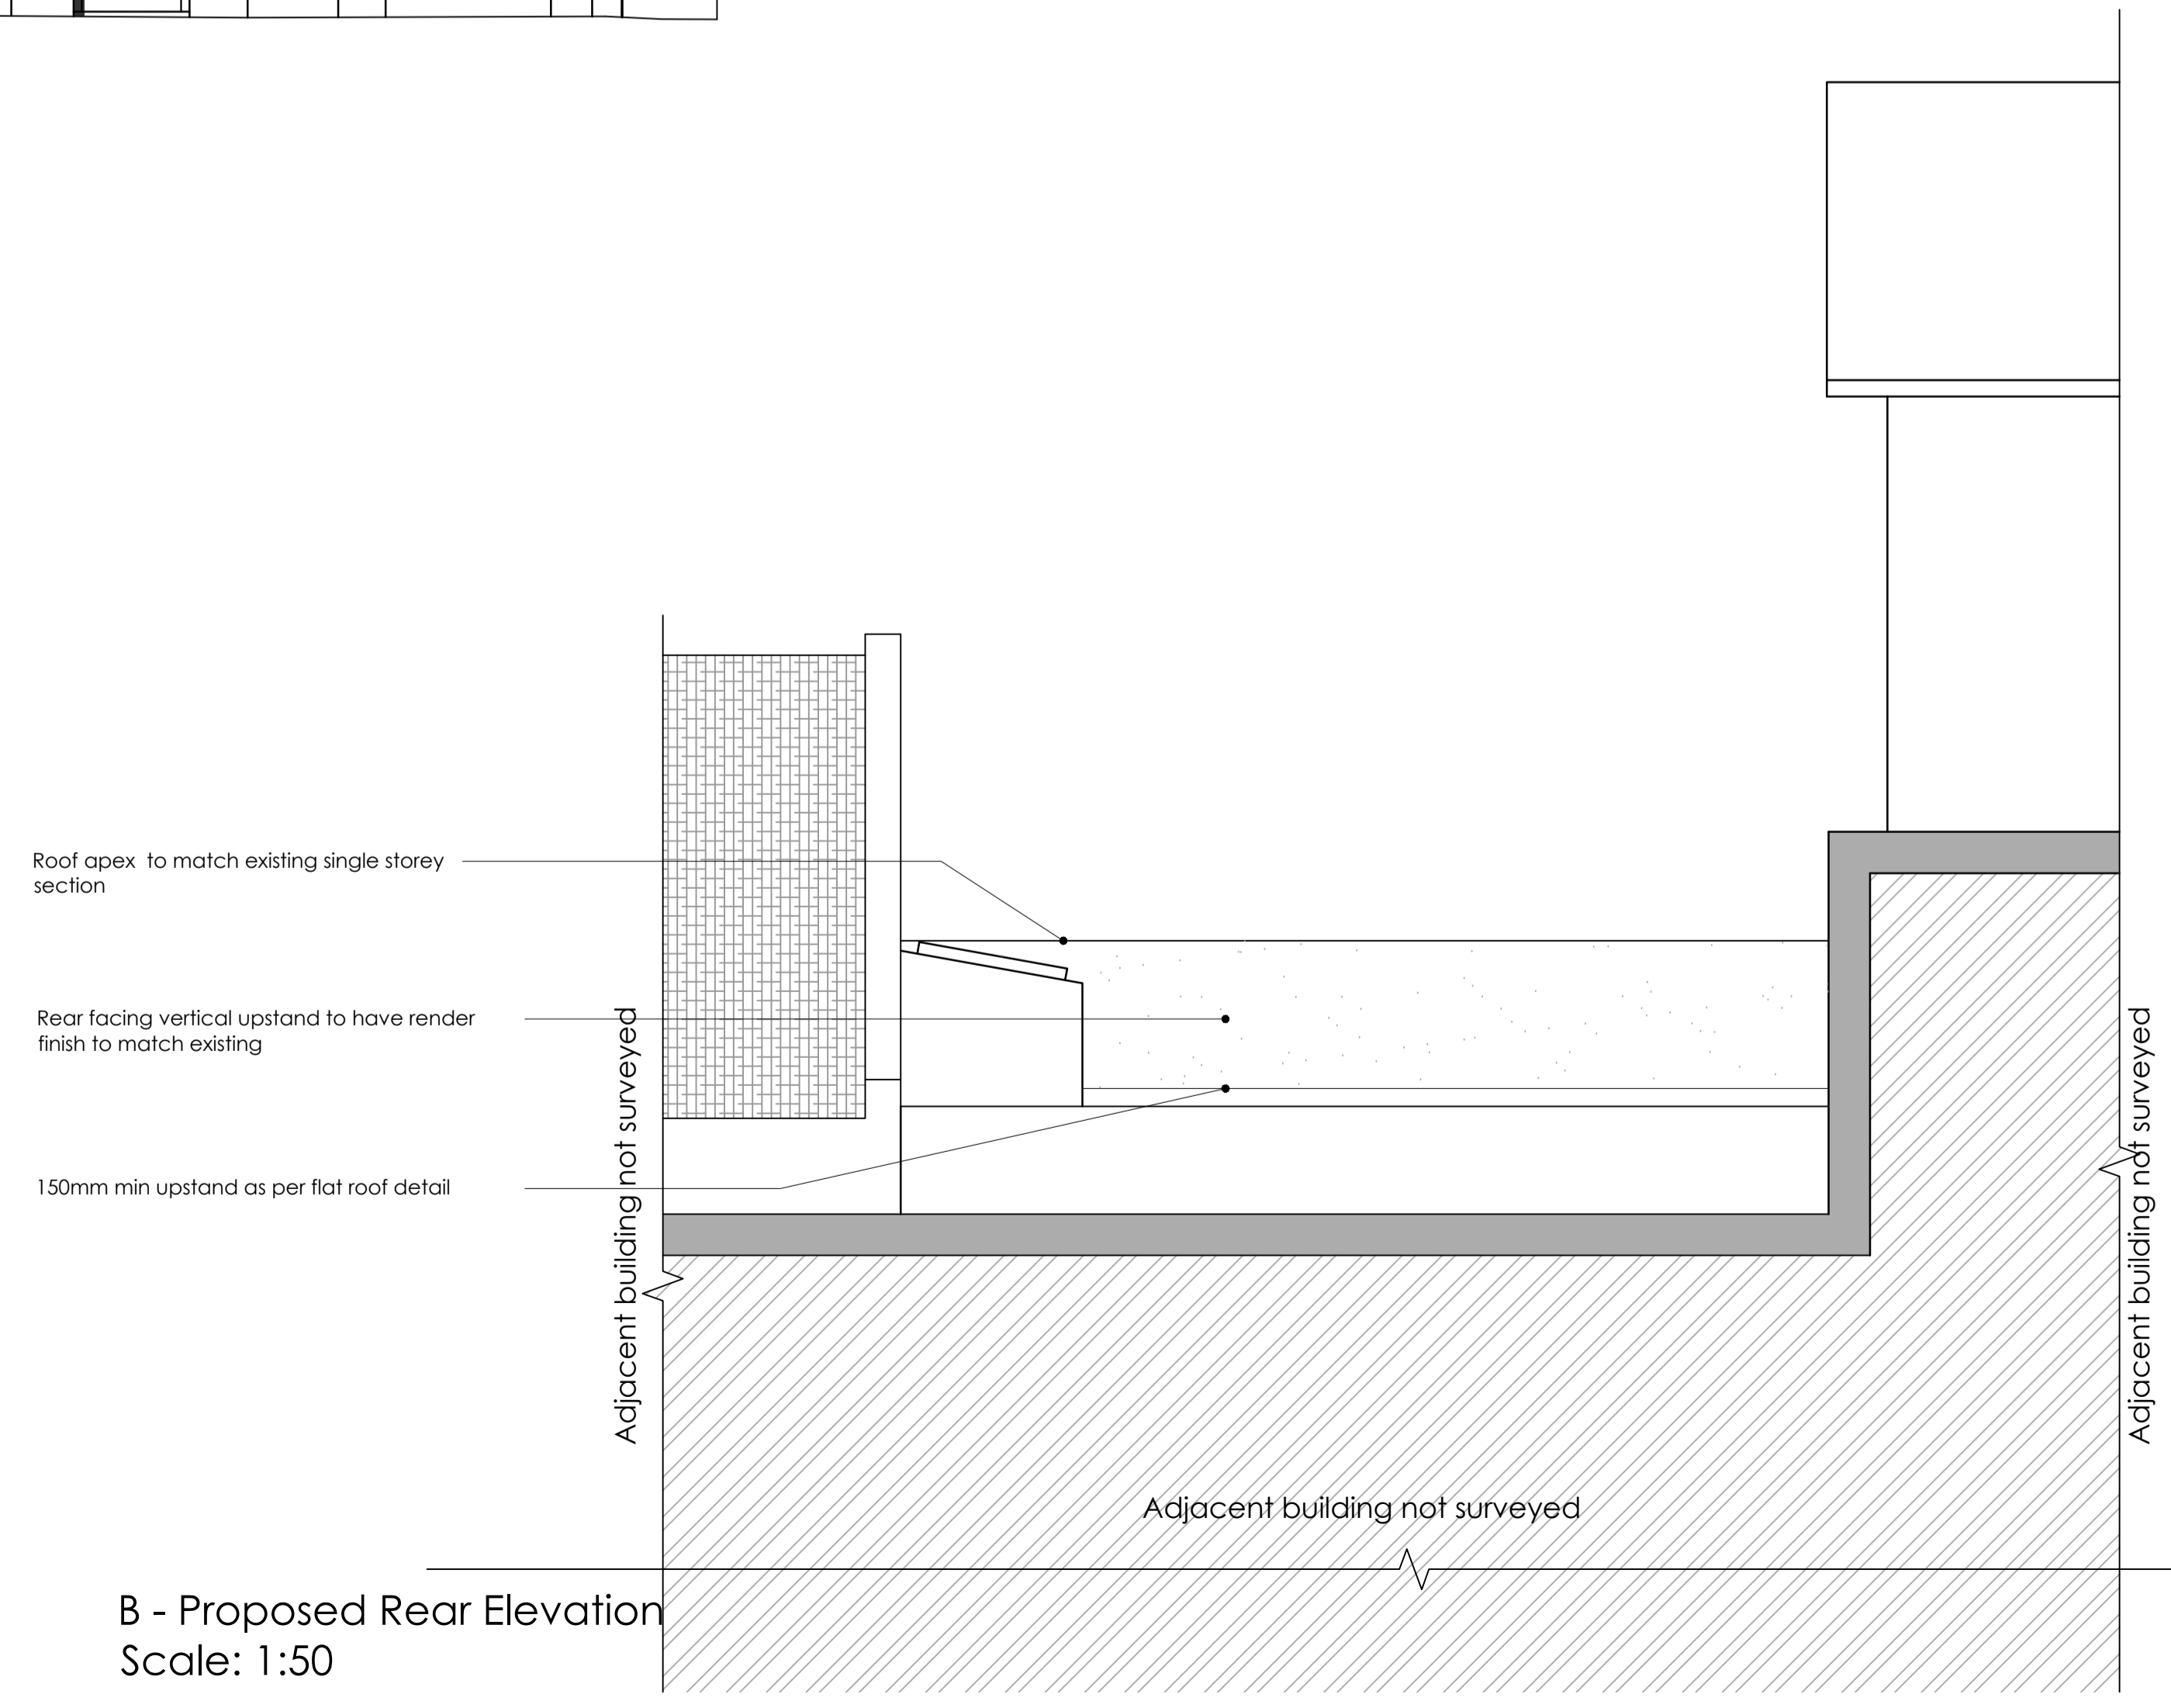 Roof apex  to match existing single storey
section
Rear facing vertical upstand to have render
finish to match existing
150mm min upstand as per flat roof detail
Adjacent building not surveyed
Adjacent building not surveyed
Adjacent building not surveyed
B - Proposed Rear Elevation
Scale: 1:50